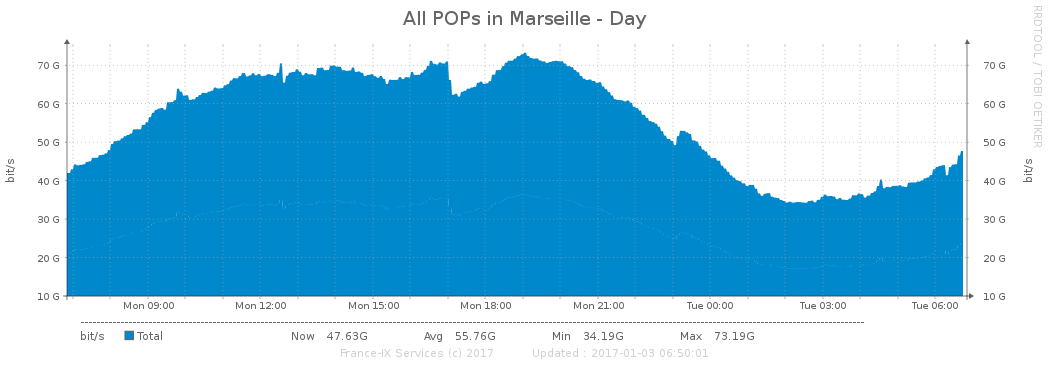 All POPs in Marseille - Day
RRDTOOL / TOBI OETIKER
bit/s
70 G
60 G
50 G
40 G
30 G
20 G
10 G
70 G
60 G
50 G
40 G
30 G
20 G
10 G
bit/s
Mon 09:00 Mon 12:00 Mon 15:00 Mon 18:00 Mon 21:00 Tue 00:00 Tue 03:00 Tue 06:00
bit/s Total Now 47.63G Avg 55.76G Min 34.19G Max 73.19G
France-IX Services (c) 2017 Updated : 2017-01-03 06:50:01